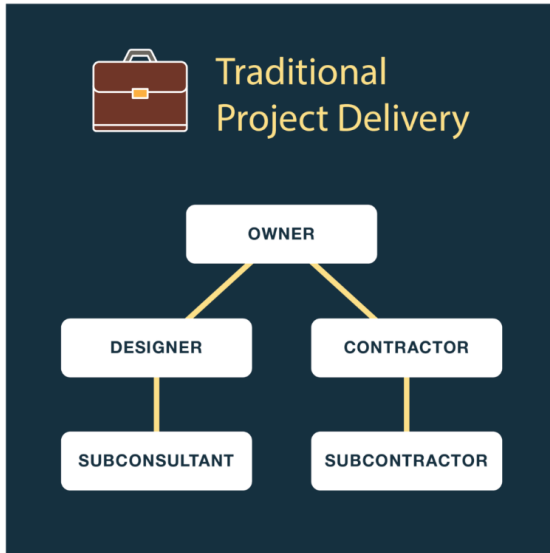 Traditional
Project Delivery
OWNER
DESIGNER
CONTRACTOR
SUBCONSULTANT
SUBCONTRACTOR